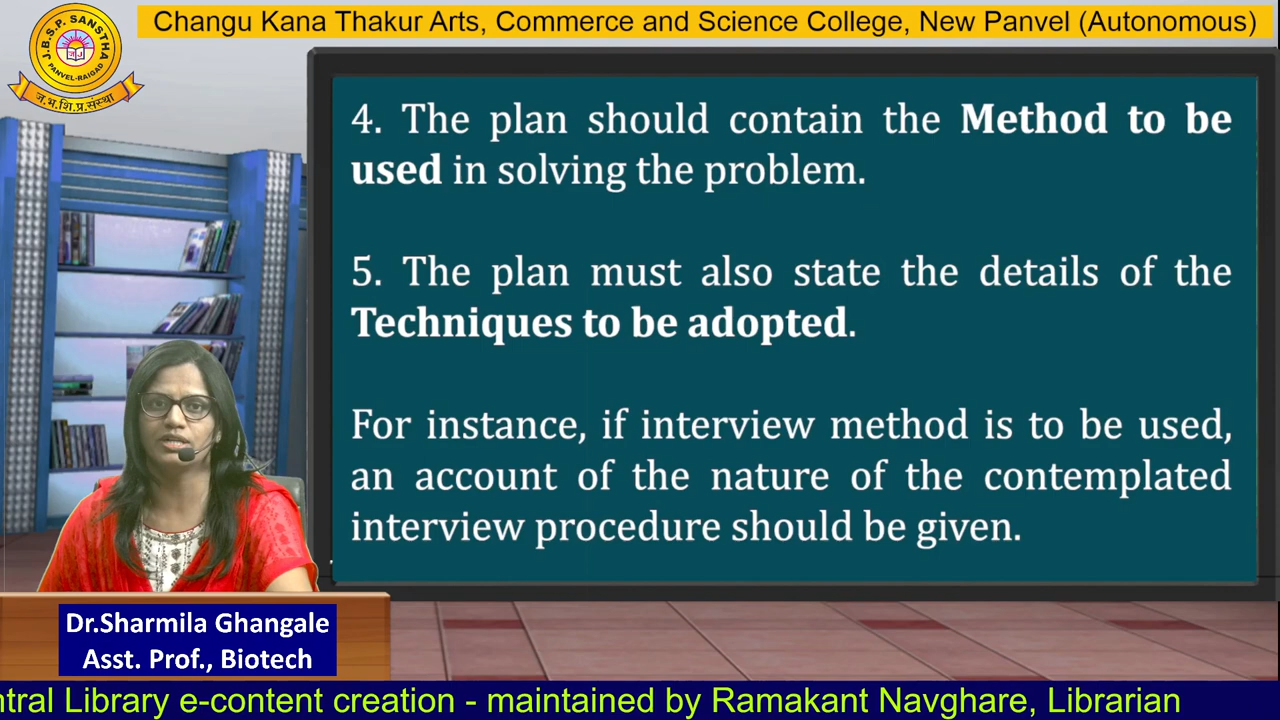 Changu Kana Thakur Arts, Commerce and Science College, New Panvel (Autonomous)
J.B.S.P. SANSTHA
PANVEL-RAIGAD
ज.भ.शि.प्र.संस्था
4. The plan should contain the Method to be
used in solving the problem.
5. The plan must also state the details of the
Techniques to be adopted.
For instance, if interview method is to be used,
an account of the nature of the contemplated
interview procedure should be given.
Dr.Sharmila Ghangale
Asst. Prof., Biotech
ntral Library e-content creation - maintained by Ramakant Navghare, Librarian